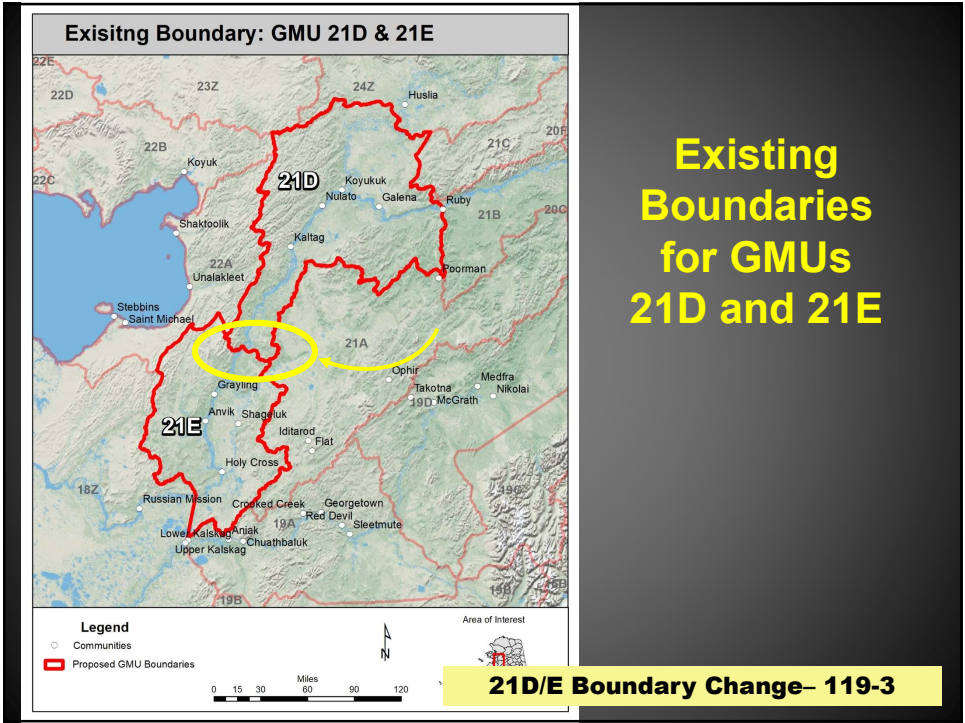 Exisitng Boundary: GMU 21D & 21E
22E
22D
23Z
24Z
Huslia
20F
21C
22B
Koyuk
22C
21D
Koyukuk
Nulato
Galena
Ruby
21B
20C
Shaktoolik
Kaltag
22A
Unalakleet
Poorman
Stebbins
Saint Michael
21A
Ophir
Grayling
Takotna
Medfra
Nikolai
19D
McGrath
Anvik
Shageluk
21E
Iditarod
Flat
Holy Cross
18Z
Russian Mission
Crooked Creek
Georgetown
19C
Red Devil
19A
Sleetmute
Lower Kalskag
Aniak
Chuathbaluk
Upper Kalskag
19B
19B
16B
Legend
Communities
Proposed GMU Boundaries
N
Miles
0 15 30 60 90 120
Area of Interest
Existing
Boundaries
for GMUs
21D and 21E
21D/E Boundary Change– 119-3